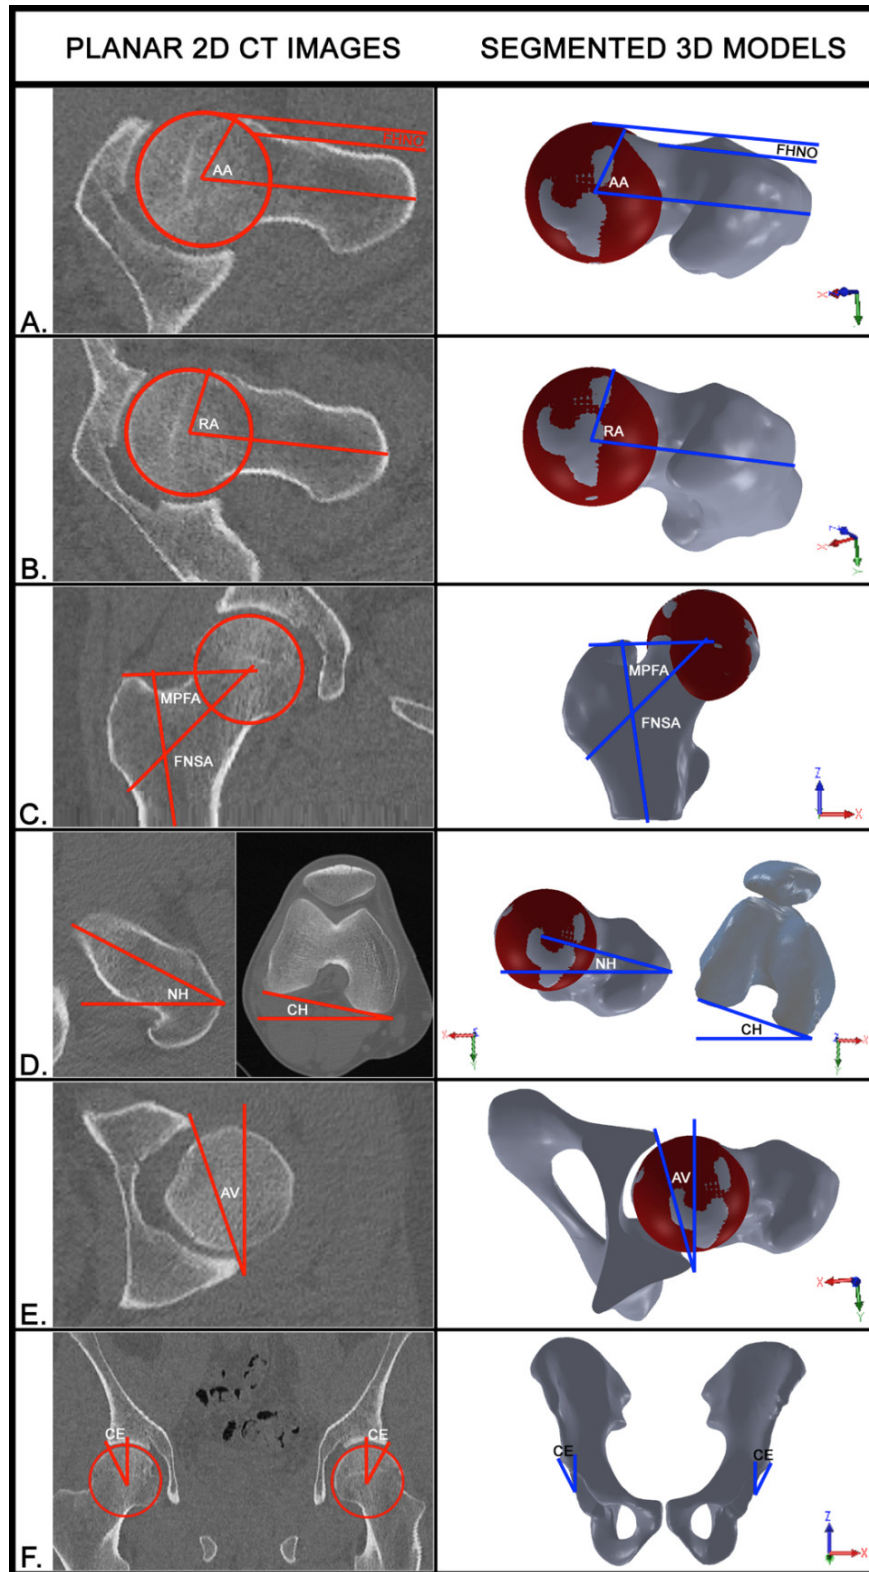 PLANAR 2D CT IMAGES SEGMENTED 3D MODELS
FHNO
AA
A.
FHNO
AA
X
RA
B.
RA
Z
X
Y
MPFA
FNSA
C.
MPFA
FNSA
Z
X
NH
CH
D.
NH
CH
X
Y
X
Y
AV
E.
AV
X
Y
CE CE
F.
CE CE
Z
X